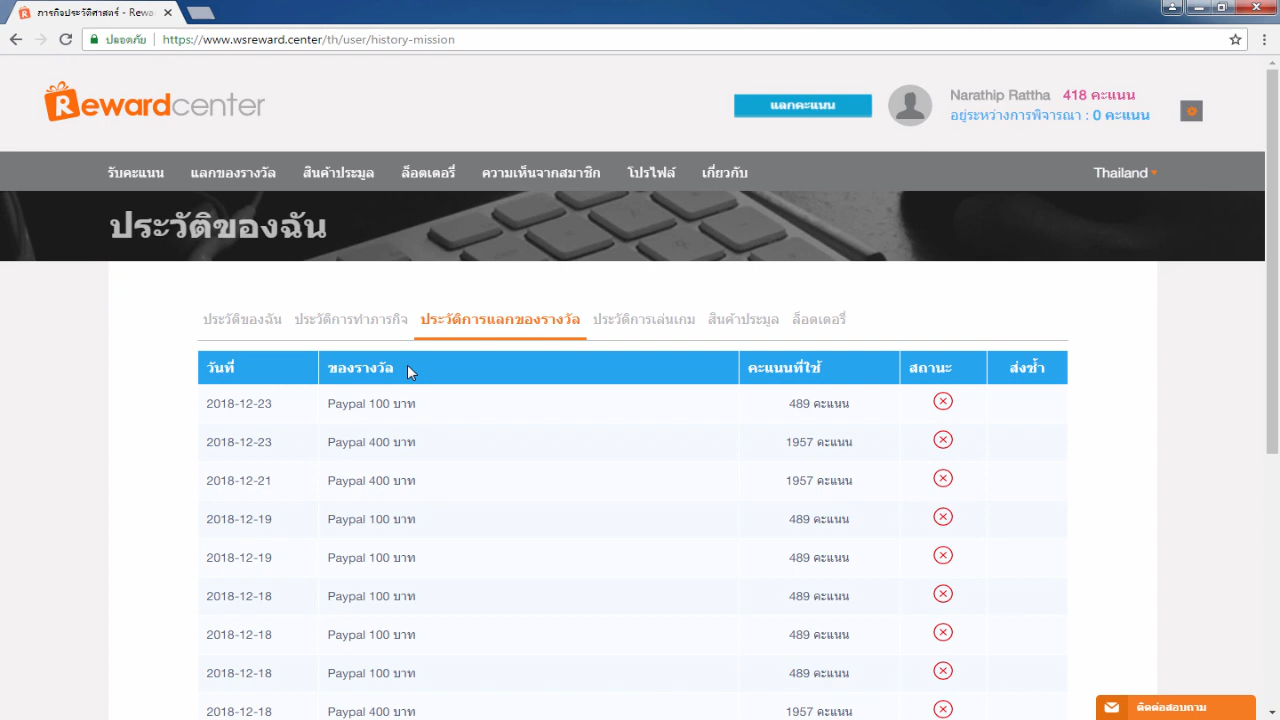 ภารกิจประวัติศาสตร์ - Rewa
ปลอดภัย https://www.wsreward.center/th/user/history-mission
Rewardcenter
แลกคะแนน
Narathip Rattha 418 คะแนน
อยู่ระหว่างการพิจารณา : 0 คะแนน
รับคะแนน แลกของรางวัล สินค้าประมูล ล็อตเตอรี่ ความเห็นจากสมาชิก โปรไฟล์ เกี่ยวกับ Thailand
ประวัติของฉัน
ประวัติของฉัน ประวัติการทำภารกิจ ประวัติการแลกของรางวัล ประวัติการเล่นเกม สินค้าประมูล ล็อตเตอรี่
วันที่ ของรางวัล คะแนนที่ใช้ สถานะ ส่งซ้ำ
2018-12-23 Paypal 100 บาท 489 คะแนน
2018-12-23 Paypal 400 บาท 1957 คะแนน
2018-12-21 Paypal 400 บาท 1957 คะแนน
2018-12-19 Paypal 100 บาท 489 คะแนน
2018-12-19 Paypal 100 บาท 489 คะแนน
2018-12-18 Paypal 100 บาท 489 คะแนน
2018-12-18 Paypal 100 บาท 489 คะแนน
2018-12-18 Paypal 100 บาท 489 คะแนน
2018-12-18 Paypal 400 บาท 1957 คะแนน
ติดต่อสอบถาม